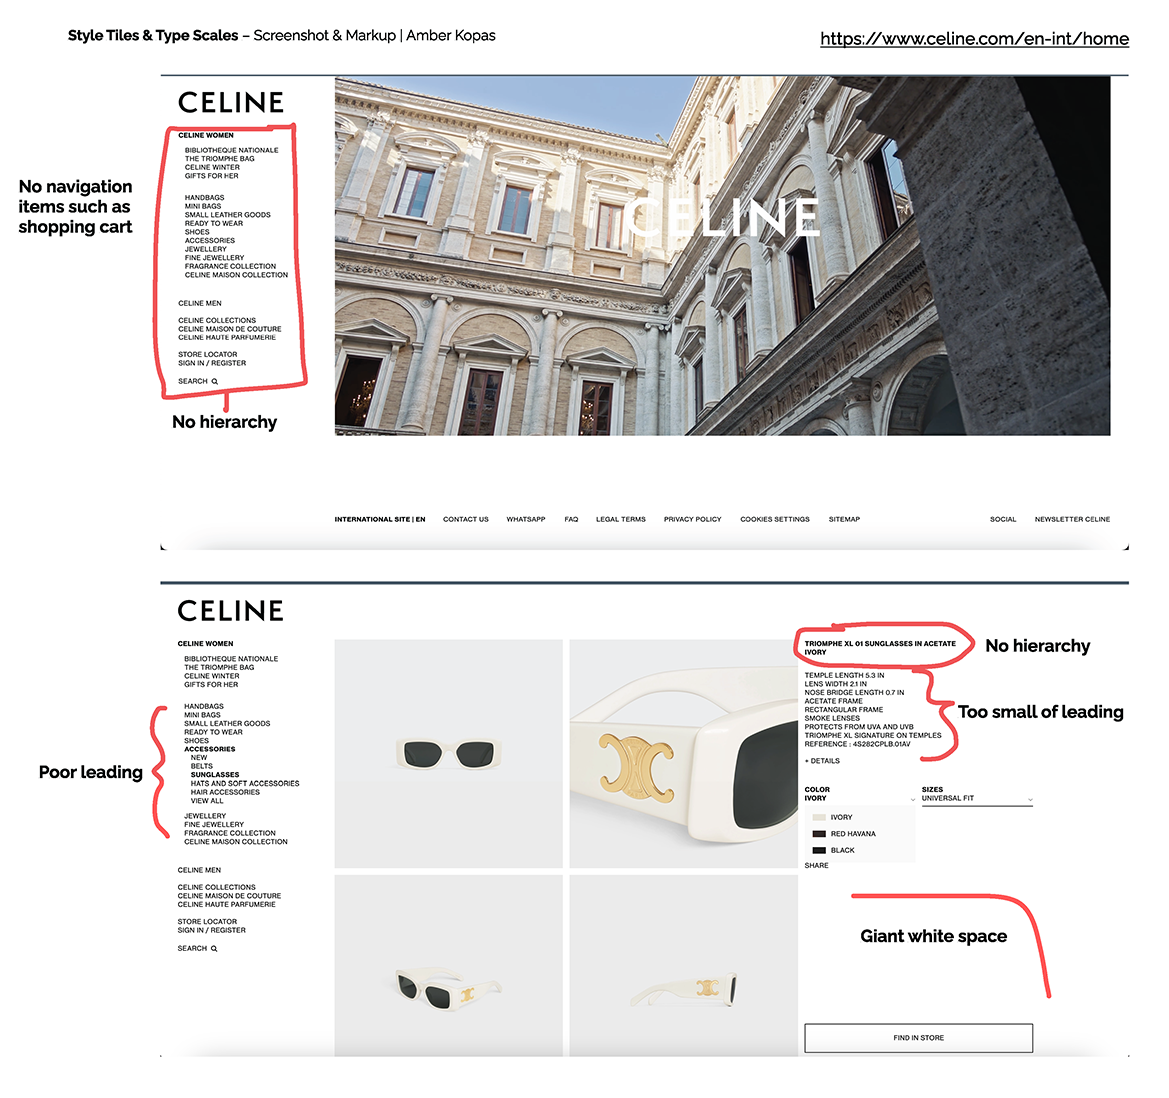 Style Tiles & Type Scales – Screenshot & Markup | Amber Kopas
https://www.celine.com/en-int/home
CELINE
CELINE WOMEN
BIBLIOTHEQUE NATIONALE
THE TRIOMPHE BAG
CELINE WINTER
GIFTS FOR HER
HANDBAGS
MINI BAGS
SMALL LEATHER GOODS
READY TO WEAR
SHOES
ACCESSORIES
JEWELLERY
FINE JEWELLERY
FRAGRANCE COLLECTION
CELINE MAISON COLLECTION
CELINE MEN
CELINE COLLECTIONS
CELINE MAISON DE COUTURE
CELINE HAUTE PARFUMERIE
STORE LOCATOR
SIGN IN / REGISTER
SEARCH
No navigation
items such as
shopping cart
No hierarchy
CELINE
INTERNATIONAL SITE | EN CONTACT US WHATSAPP FAQ LEGAL TERMS PRIVACY POLICY COOKIES SETTINGS SITEMAP SOCIAL NEWSLETTER CELINE
CELINE
CELINE WOMEN
BIBLIOTHEQUE NATIONALE
THE TRIOMPHE BAG
CELINE WINTER
GIFTS FOR HER
HANDBAGS
MINI BAGS
SMALL LEATHER GOODS
READY TO WEAR
SHOES
ACCESSORIES
NEW
BELTS
SUNGLASSES
HATS AND SOFT ACCESSORIES
HAIR ACCESSORIES
VIEW ALL
JEWELLERY
FINE JEWELLERY
FRAGRANCE COLLECTION
CELINE MAISON COLLECTION
CELINE MEN
CELINE COLLECTIONS
CELINE MAISON DE COUTURE
CELINE HAUTE PARFUMERIE
STORE LOCATOR
SIGN IN / REGISTER
SEARCH
Poor leading
TRIOMPHE XL 01 SUNGLASSES IN ACETATE
IVORY
No hierarchy
TEMPLE LENGTH 5.3 IN
LENS WIDTH 2.1 IN
NOSE BRIDGE LENGTH 0.7 IN
ACETATE FRAME
RECTANGULAR FRAME
SMOKE LENSES
PROTECTS FROM UVA AND UVB
TRIOMPHE XL SIGNATURE ON TEMPLES
REFERENCE : 4S282CPLB.01AV
Too small of leading
+ DETAILS
COLOR
IVORY
SIZES
UNIVERSAL FIT
IVORY
RED HAVANA
BLACK
SHARE
Giant white space
FIND IN STORE